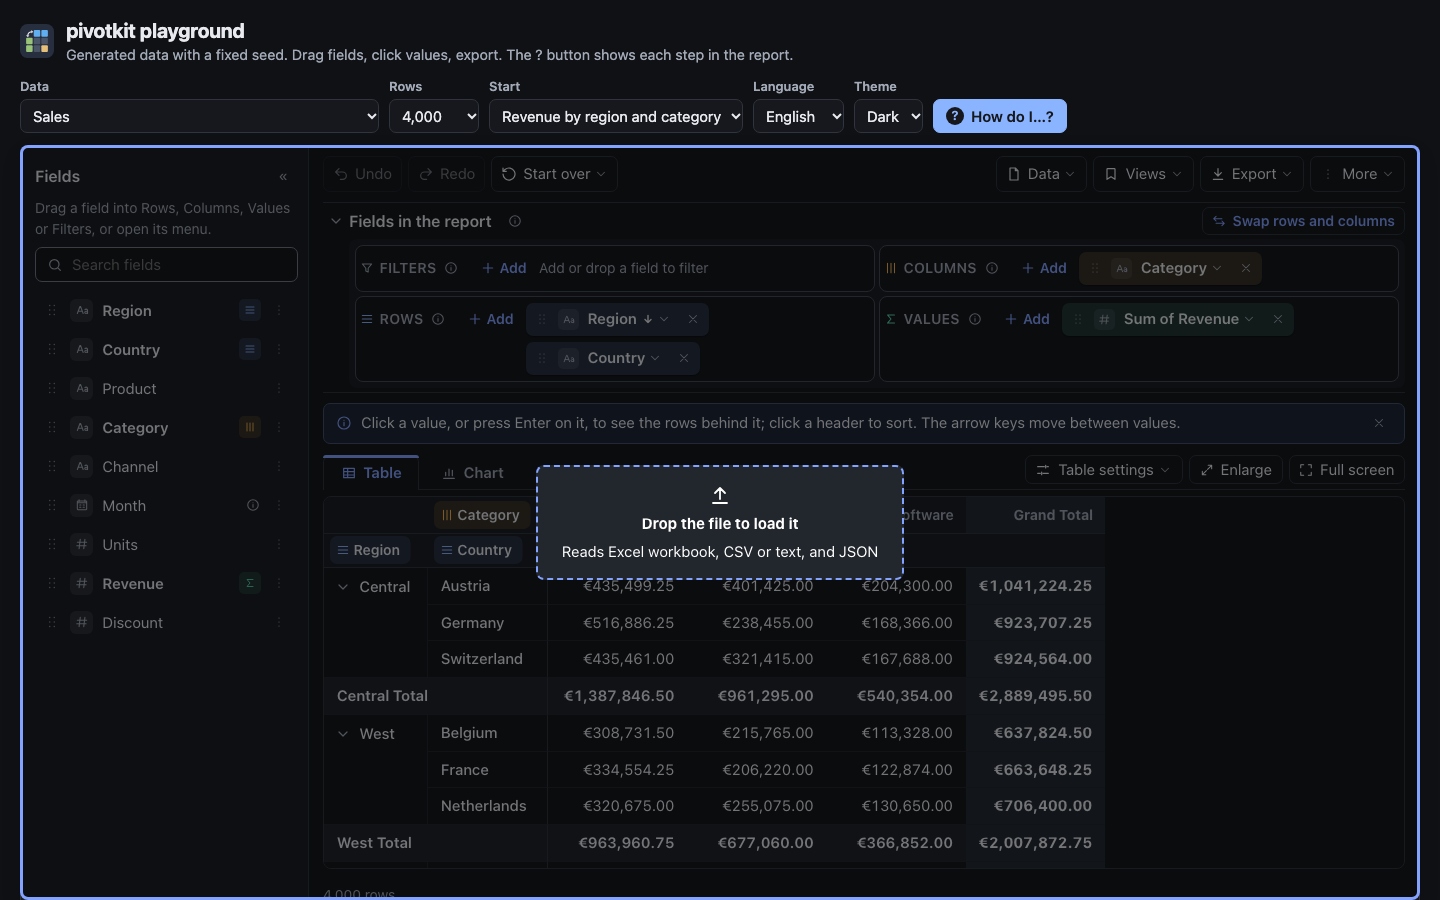 pivotkit playground
Generated data with a fixed seed. Drag fields, click values, export. The ? button shows each step in the report.
Data
Rows
Start
Language
Theme
Sales
4,000
Revenue by region and category
English
Dark
? How do I...?
Fields
«
Drag a field into Rows, Columns, Values
or Filters, or open its menu.
Search fields
Aa Region
Aa Country
Aa Product
Aa Category
Aa Channel
Month
# Units
# Revenue Σ
# Discount
Undo
Redo
Start over
Data
Views
Export
More
Fields in the report
Swap rows and columns
FILTERS
+ Add
Add or drop a field to filter
COLUMNS
+ Add
Aa Category
ROWS
+ Add
Aa Region ↓
Aa Country
Σ VALUES
+ Add
# Sum of Revenue
Click a value, or press Enter on it, to see the rows behind it; click a header to sort. The arrow keys move between values.
Table
Chart
Table settings
Enlarge
Full screen
Drop the file to load it
Reads Excel workbook, CSV or text, and JSON
Category
oftware
Grand Total
Region
Country
Central Austria €435,499.25 €401,425.00 €204,300.00 €1,041,224.25
Germany €516,886.25 €238,455.00 €168,366.00 €923,707.25
Switzerland €435,461.00 €321,415.00 €167,688.00 €924,564.00
Central Total €1,387,846.50 €961,295.00 €540,354.00 €2,889,495.50
West Belgium €308,731.50 €215,765.00 €113,328.00 €637,824.50
France €334,554.25 €206,220.00 €122,874.00 €663,648.25
Netherlands €320,675.00 €255,075.00 €130,650.00 €706,400.00
West Total €963,960.75 €677,060.00 €366,852.00 €2,007,872.75
4,000 rows